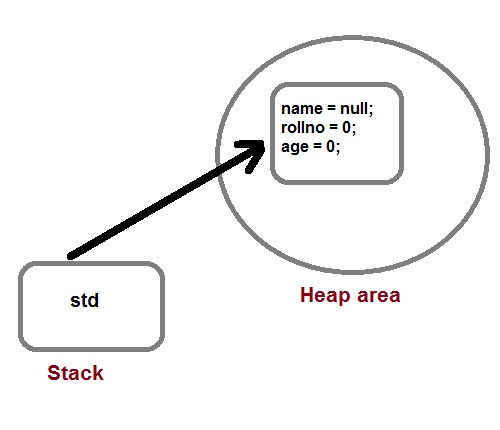 name = null;
rollno = 0;
age = 0;
Heap area
std
Stack